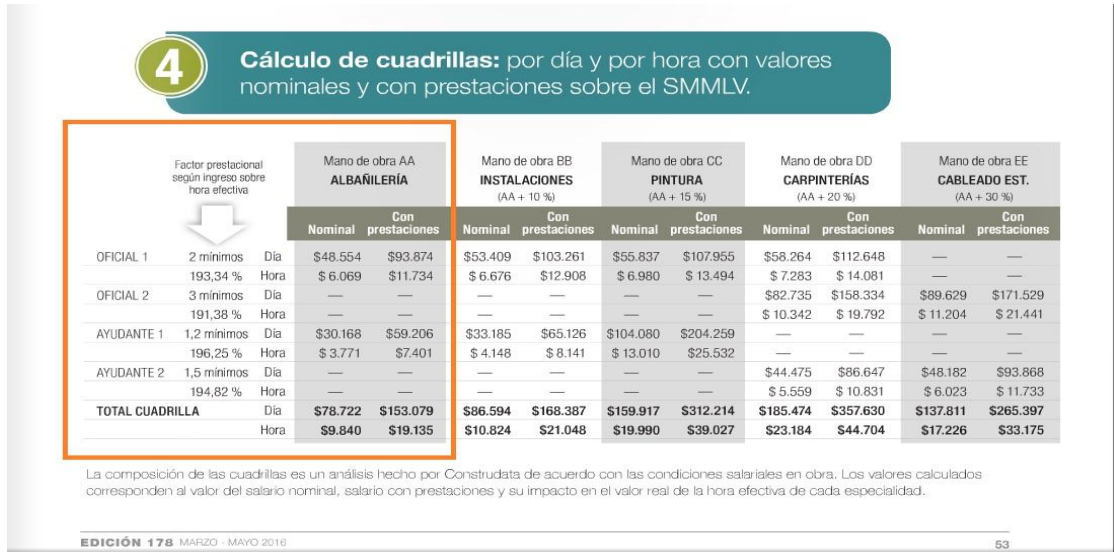 4
Cálculo de cuadrillas: por día y por hora con valores
nominales y con prestaciones sobre el SMMLV.
Factor prestacional
según ingreso sobre
hora efectiva
Mano de obra AA Mano de obra BB Mano de obra CC Mano de obra DD Mano de obra EE
ALBAÑILERÍA INSTALACIONES PINTURA CARPINTERÍAS CABLEADO EST.
(AA + 10 %) (AA + 15 %) (AA + 20 %) (AA + 30 %)
Nominal Con prestaciones Nominal Con prestaciones Nominal Con prestaciones Nominal Con prestaciones Nominal Con prestaciones
OFICIAL 1 2 mínimos Día $48.554 $93.874 $53.409 $103.261 $55.837 $107.955 $58.264 $112.648 — —
193,34 % Hora $ 6.069 $11.734 $ 6.676 $12.908 $ 6.980 $ 13.494 $ 7.283 $ 14.081 — —
OFICIAL 2 3 mínimos Día — — — — — — $82.735 $158.334 $89.629 $171.529
191,38 % Hora — — — — — — $ 10.342 $ 19.792 $ 11.204 $ 21.441
AYUDANTE 1 1,2 mínimos Día $30.168 $59.206 $33.185 $65.126 $104.080 $204.259 — — — —
196,25 % Hora $ 3.771 $7.401 $ 4.148 $ 8.141 $ 13.010 $25.532 — — — —
AYUDANTE 2 1,5 mínimos Día — — — — — — $44.475 $86.647 $48.182 $93.868
194,82 % Hora — — — — — — $ 5.559 $ 10.831 $ 6.023 $ 11.733
TOTAL CUADRILLA Día $78.722 $153.079 $86.594 $168.387 $159.917 $312.214 $185.474 $357.630 $137.811 $265.397
Hora $9.840 $19.135 $10.824 $21.048 $19.990 $39.027 $23.184 $44.704 $17.226 $33.175
La composición de las cuadrillas es un análisis hecho por Construdata de acuerdo con las condiciones salariales en obra. Los valores calculados
corresponden al valor del salario nominal, salario con prestaciones y su impacto en el valor real de la hora efectiva de cada especialidad.
EDICIÓN 178 MARZO - MAYO 2016
53